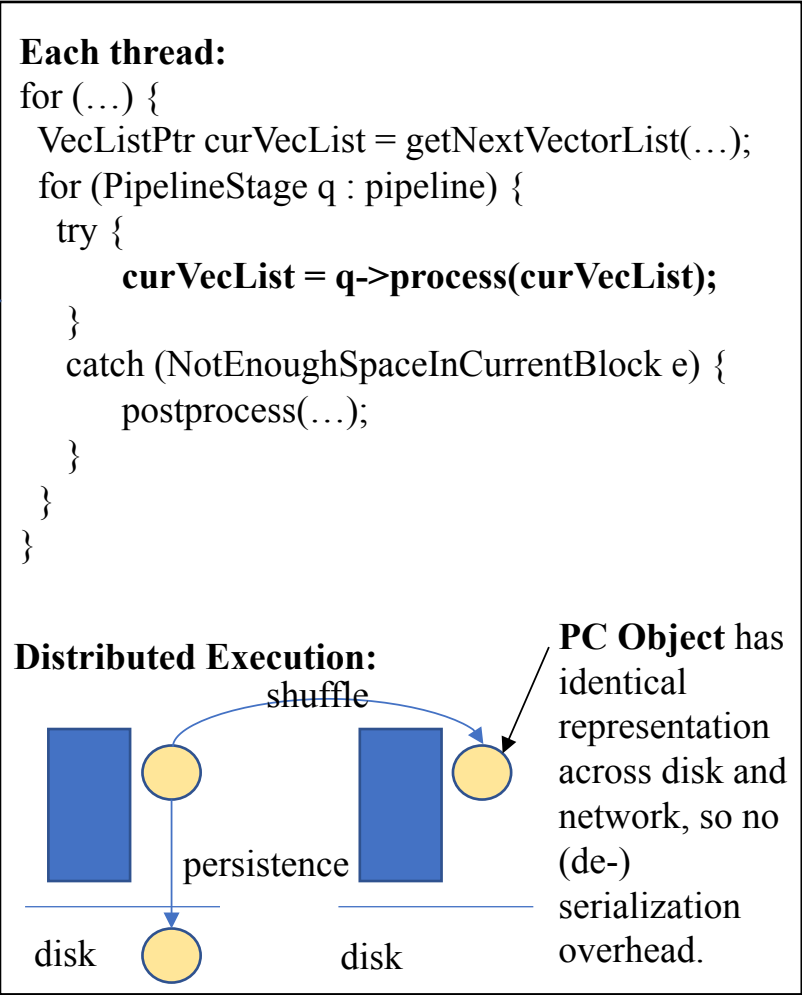 Each thread:
for (…) {
VecListPtr curVecList = getNextVectorList(…);
for (PipelineStage q : pipeline) {
try {
curVecList = q->process(curVecList);
}
catch (NotEnoughSpaceInCurrentBlock e) {
postprocess(…);
}
}
}
Distributed Execution:
shuffle
persistence
disk
disk
PC Object has
identical
representation
across disk and
network, so no
(de-)
serialization
overhead.